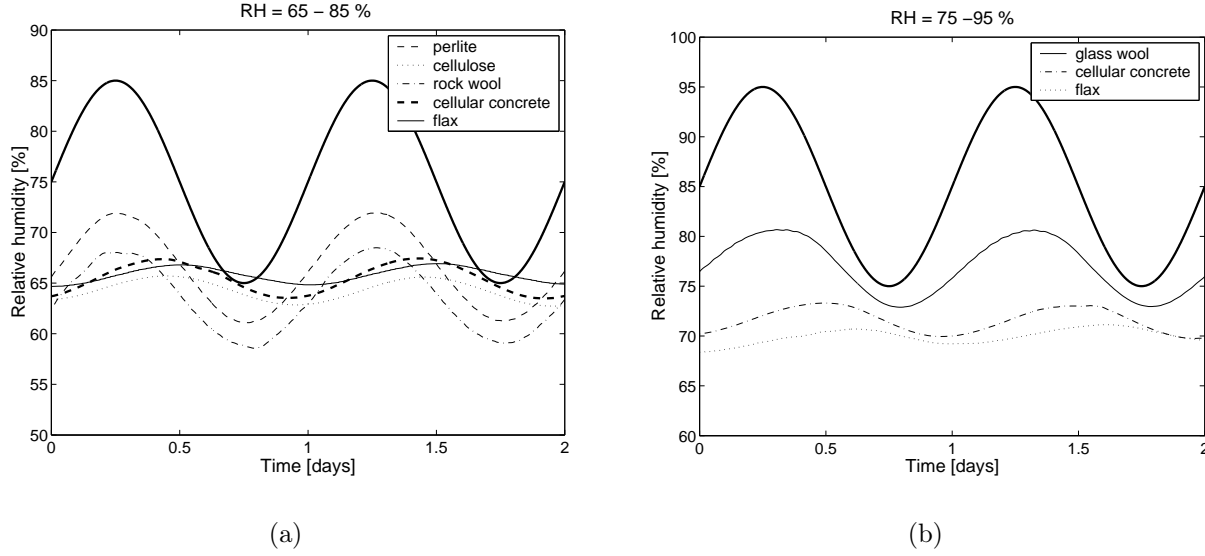 RH = 65 − 85 %
90
85
80
75
70
65
60
55
50
Relative humidity [%]
0
0.5
1
1.5
2
Time [days]
perlite
cellulose
rock wool
cellular concrete
flax
(a)
RH = 75 −95 %
100
95
90
85
80
75
70
65
60
Relative humidity [%]
0
0.5
1
1.5
2
Time [days]
glass wool
cellular concrete
flax
(b)